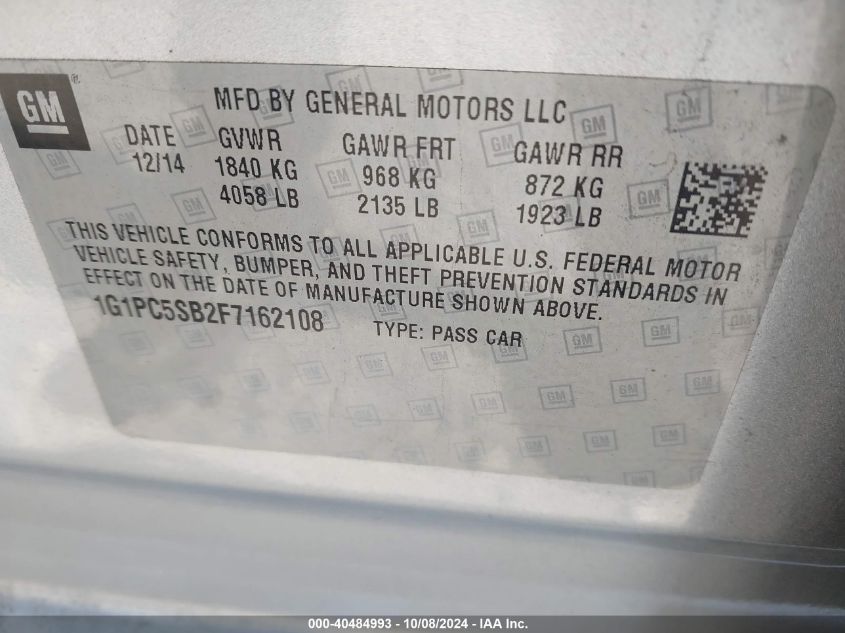 GM
MFD BY GENERAL MOTORS LLC
DATE GVWR GAWR FRT GAWR RR
12/14 1840 KG 968 KG 872 KG
4058 LB 2135 LB 1923 LB
THIS VEHICLE CONFORMS TO ALL APPLICABLE U.S. FEDERAL MOTOR
VEHICLE SAFETY, BUMPER, AND THEFT PREVENTION STANDARDS IN
EFFECT ON THE DATE OF MANUFACTURE SHOWN ABOVE.
1G1PC5SB2F7162108 TYPE: PASS CAR
000-40484993 - 10/08/2024 - IAA Inc.